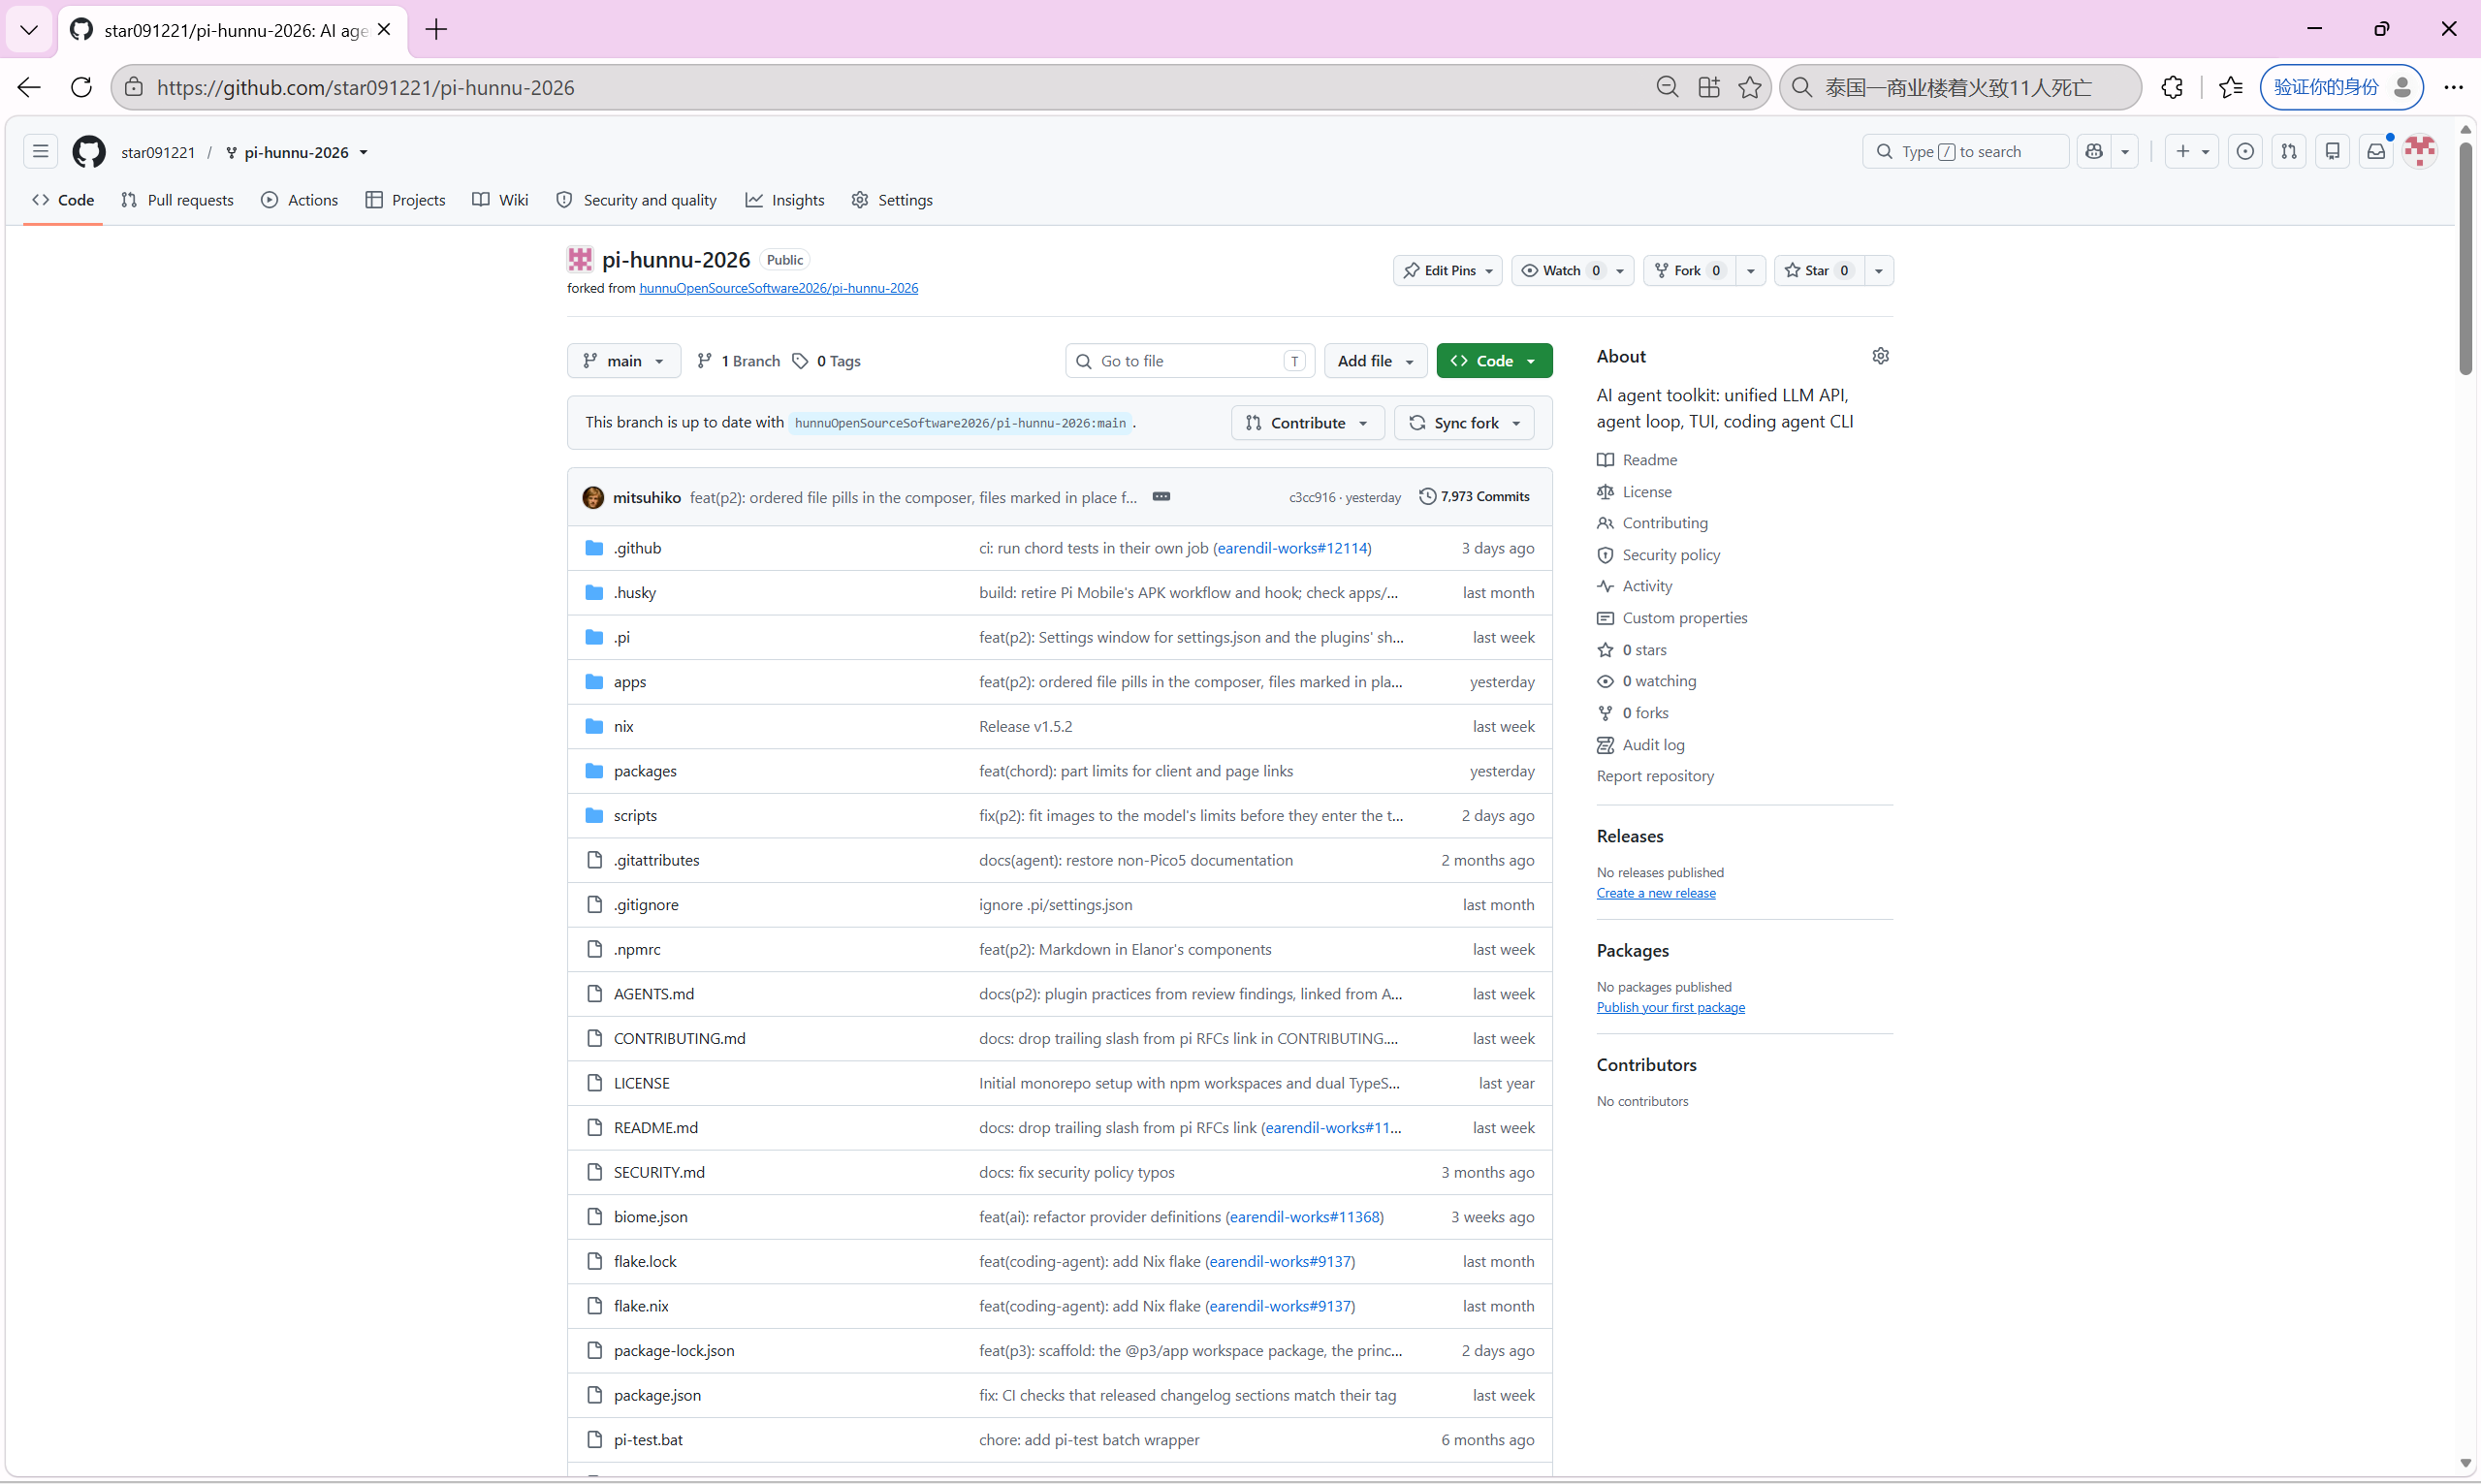 star091221/pi-hunnu-2026: AI age
https://github.com/star091221/pi-hunnu-2026
泰国一商业楼着火致11人死亡
验证你的身份
star091221 / pi-hunnu-2026
Type / to search
Code
Pull requests
Actions
Projects
Wiki
Security and quality
Insights
Settings
pi-hunnu-2026 Public
forked from hunnuOpenSourceSoftware2026/pi-hunnu-2026
Edit Pins
Watch 0
Fork 0
Star 0
main
1 Branch
0 Tags
Go to file T
Add file
Code
This branch is up to date with hunnuOpenSourceSoftware2026/pi-hunnu-2026:main .
Contribute
Sync fork
mitsuhiko feat(p2): ordered file pills in the composer, files marked in place f... c3cc916 · yesterday 7,973 Commits
.github ci: run chord tests in their own job (earendil-works#12114) 3 days ago
.husky build: retire Pi Mobile's APK workflow and hook; check apps/... last month
.pi feat(p2): Settings window for settings.json and the plugins' sh... last week
apps feat(p2): ordered file pills in the composer, files marked in pla... yesterday
nix Release v1.5.2 last week
packages feat(chord): part limits for client and page links yesterday
scripts fix(p2): fit images to the model's limits before they enter the t... 2 days ago
.gitattributes docs(agent): restore non-Pico5 documentation 2 months ago
.gitignore ignore .pi/settings.json last month
.npmrc feat(p2): Markdown in Elanor's components last week
AGENTS.md docs(p2): plugin practices from review findings, linked from A... last week
CONTRIBUTING.md docs: drop trailing slash from pi RFCs link in CONTRIBUTING.... last week
LICENSE Initial monorepo setup with npm workspaces and dual TypeS... last year
README.md docs: drop trailing slash from pi RFCs link (earendil-works#11... last week
SECURITY.md docs: fix security policy typos 3 months ago
biome.json feat(ai): refactor provider definitions (earendil-works#11368) 3 weeks ago
flake.lock feat(coding-agent): add Nix flake (earendil-works#9137) last month
flake.nix feat(coding-agent): add Nix flake (earendil-works#9137) last month
package-lock.json feat(p3): scaffold: the @p3/app workspace package, the princ... 2 days ago
package.json fix: CI checks that released changelog sections match their tag last week
pi-test.bat chore: add pi-test batch wrapper 6 months ago
About
AI agent toolkit: unified LLM API,
agent loop, TUI, coding agent CLI
Readme
License
Contributing
Security policy
Activity
Custom properties
0 stars
0 watching
0 forks
Audit log
Report repository
Releases
No releases published
Create a new release
Packages
No packages published
Publish your first package
Contributors
No contributors